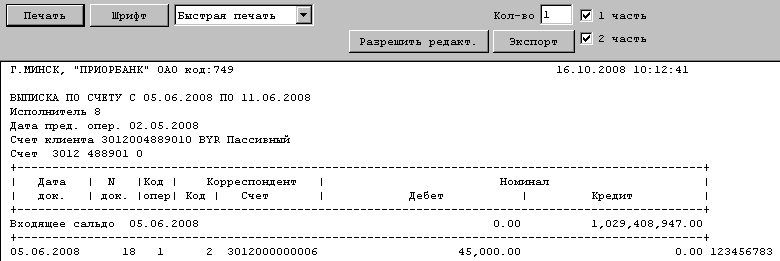 Печать Шрифт Быстрая печать Кол-во 1 1 часть
Разрешить редакт. Экспорт 2 часть
Г.МИНСК, "ПРИОРБАНК" ОАО код:749 16.10.2008 10:12:41
ВЫПИСКА ПО СЧЕТУ С 05.06.2008 ПО 11.06.2008
Исполнитель 8
Дата пред. опер. 02.05.2008
Счет клиента 3012004889010 BYR Пассивный
Счет 3012 488901 0
| Дата | N |Код| Корреспондент | Номинал |
| док. | док. |опер| Код | Счет | Дебет | Кредит |
Входящее сальдо 05.06.2008 0.00 1,029,408,947.00
05.06.2008 18 1 2 3012000000006 45,000.00 0.00 123456783